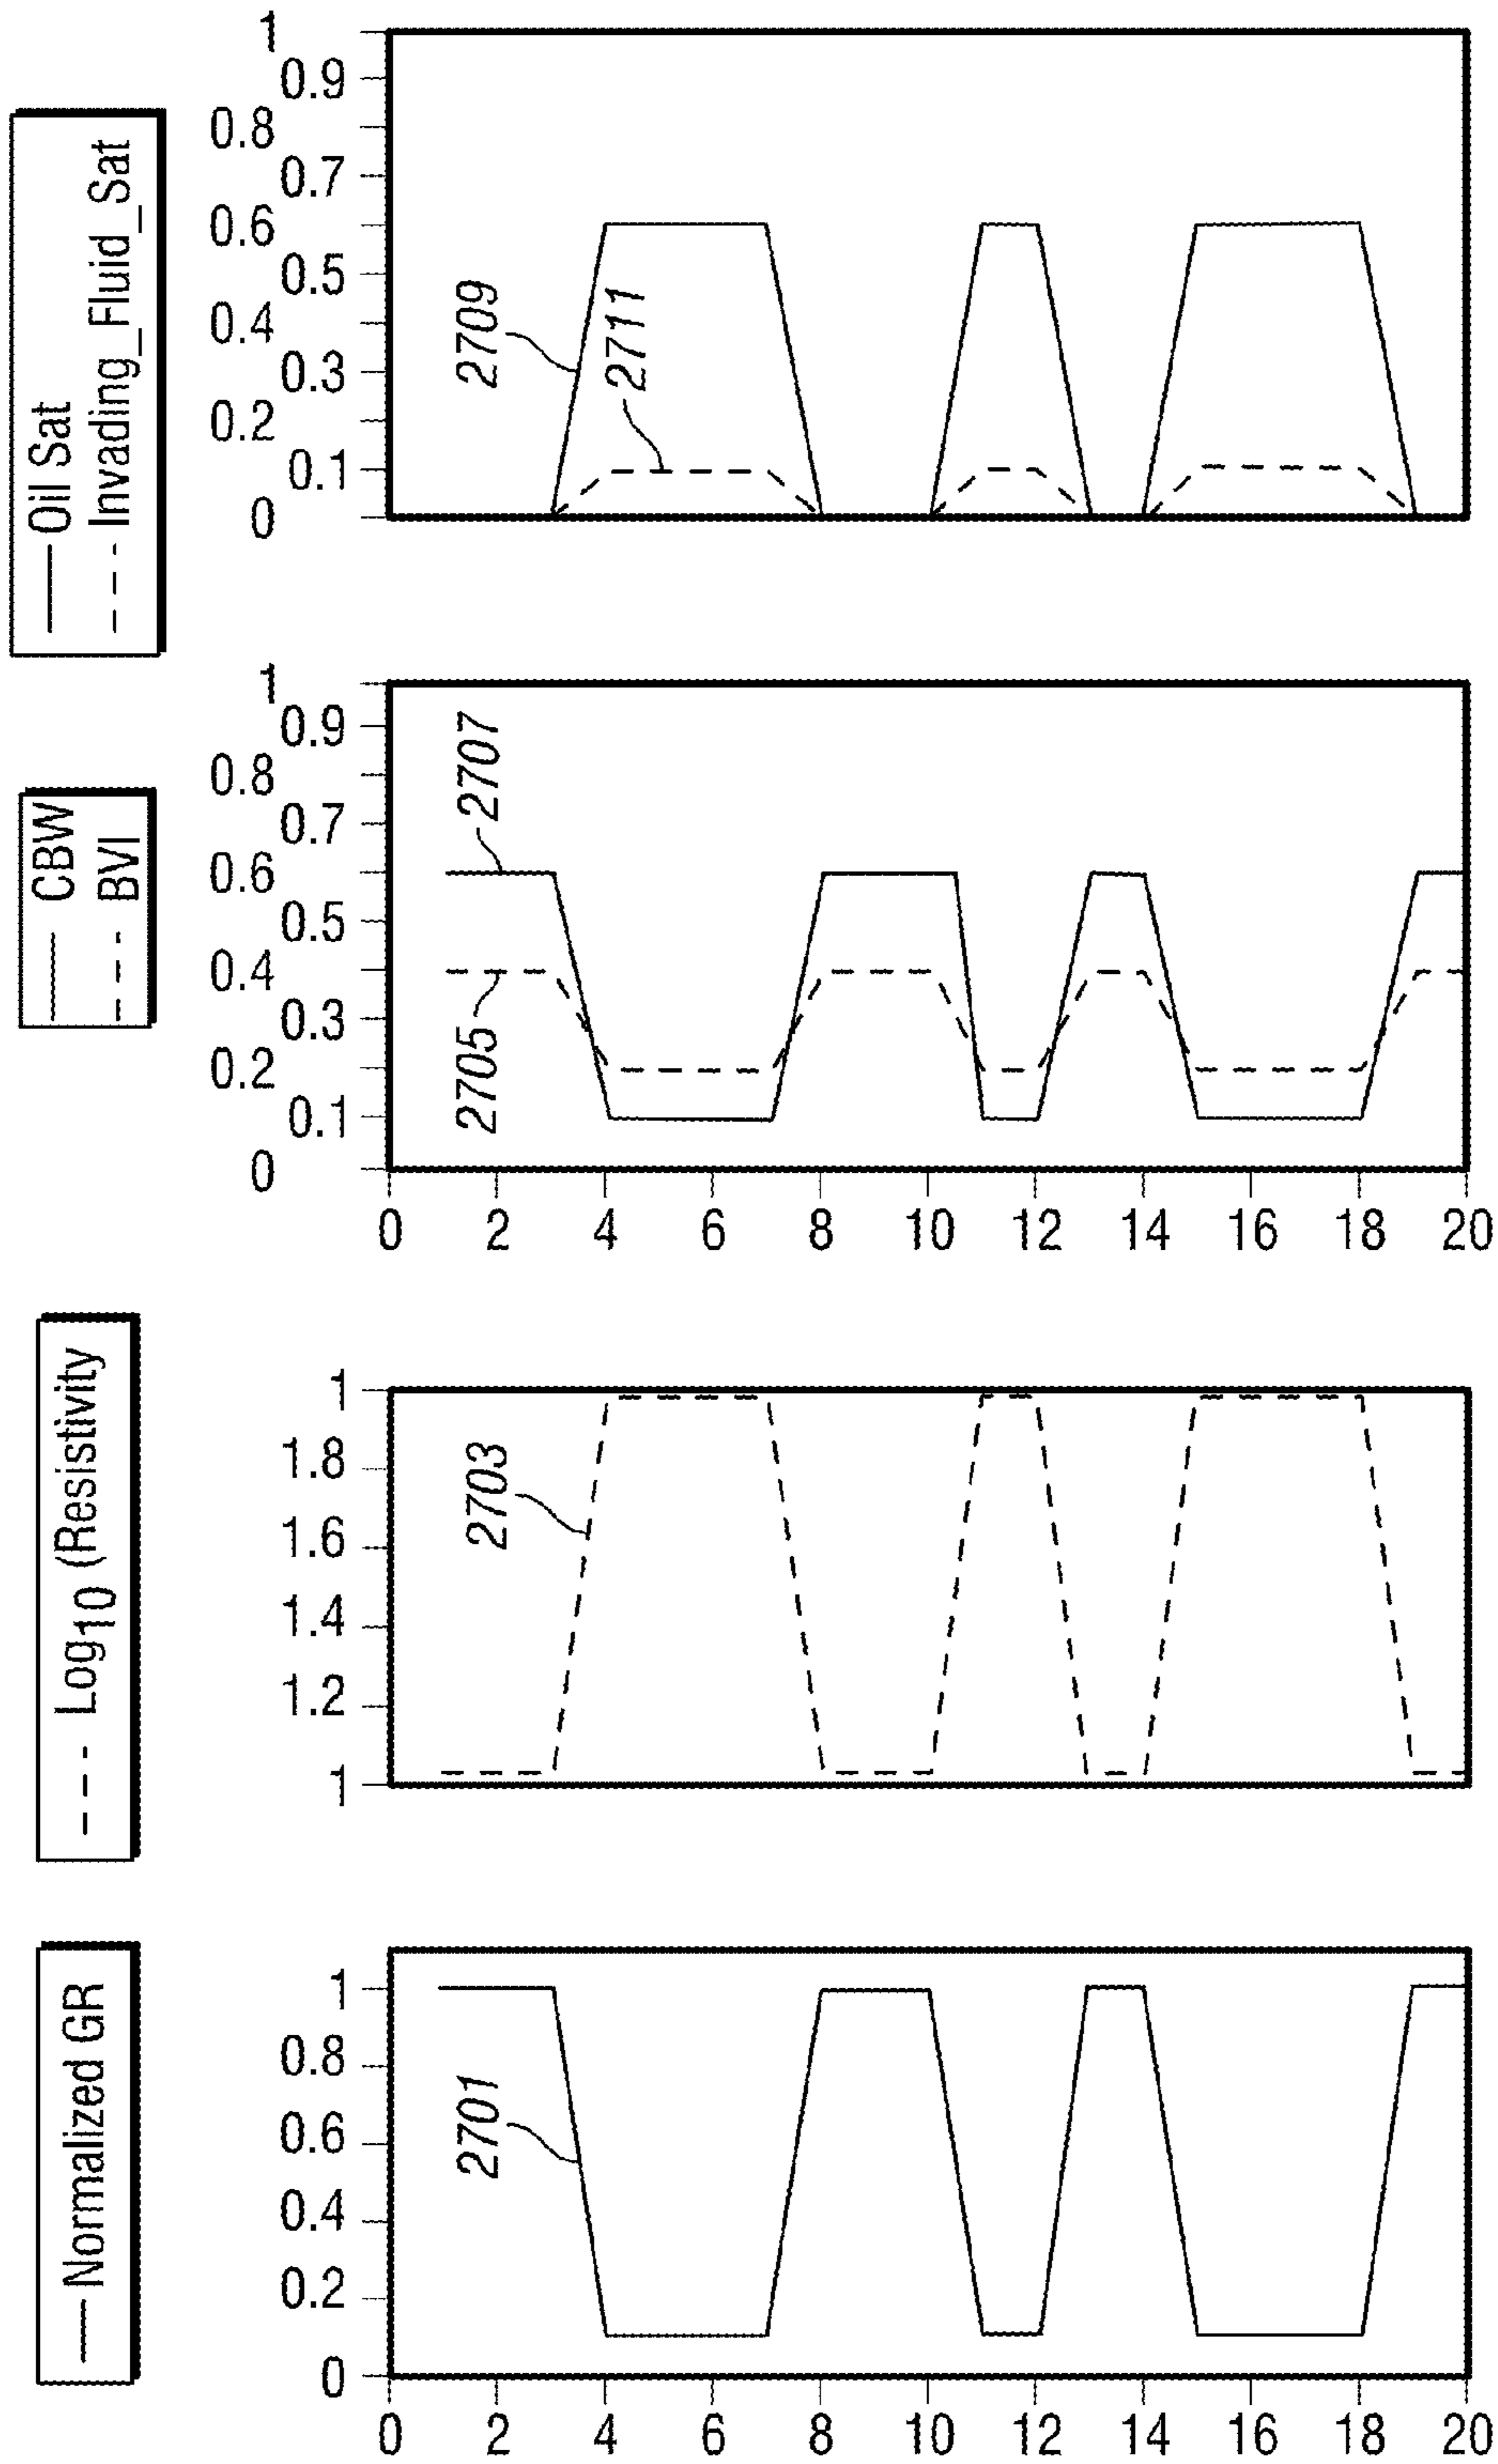 Normalized GR
0 0.2 0.4 0.6 0.8 1
2701
0 2 4 6 8 10 12 14 16 18 20
Log10 (Resistivity
1 1.2 1.4 1.6 1.8 1
2703
CBW
BVI
0 0.1 0.2 0.3 0.4 0.5 0.6 0.7 0.8 0.9 1
2705
2707
0 2 4 6 8 10 12 14 16 18 20
Oil Sat
Invading_Fluid_Sat
0 0.1 0.2 0.3 0.4 0.5 0.6 0.7 0.8 0.9 1
2709
2711